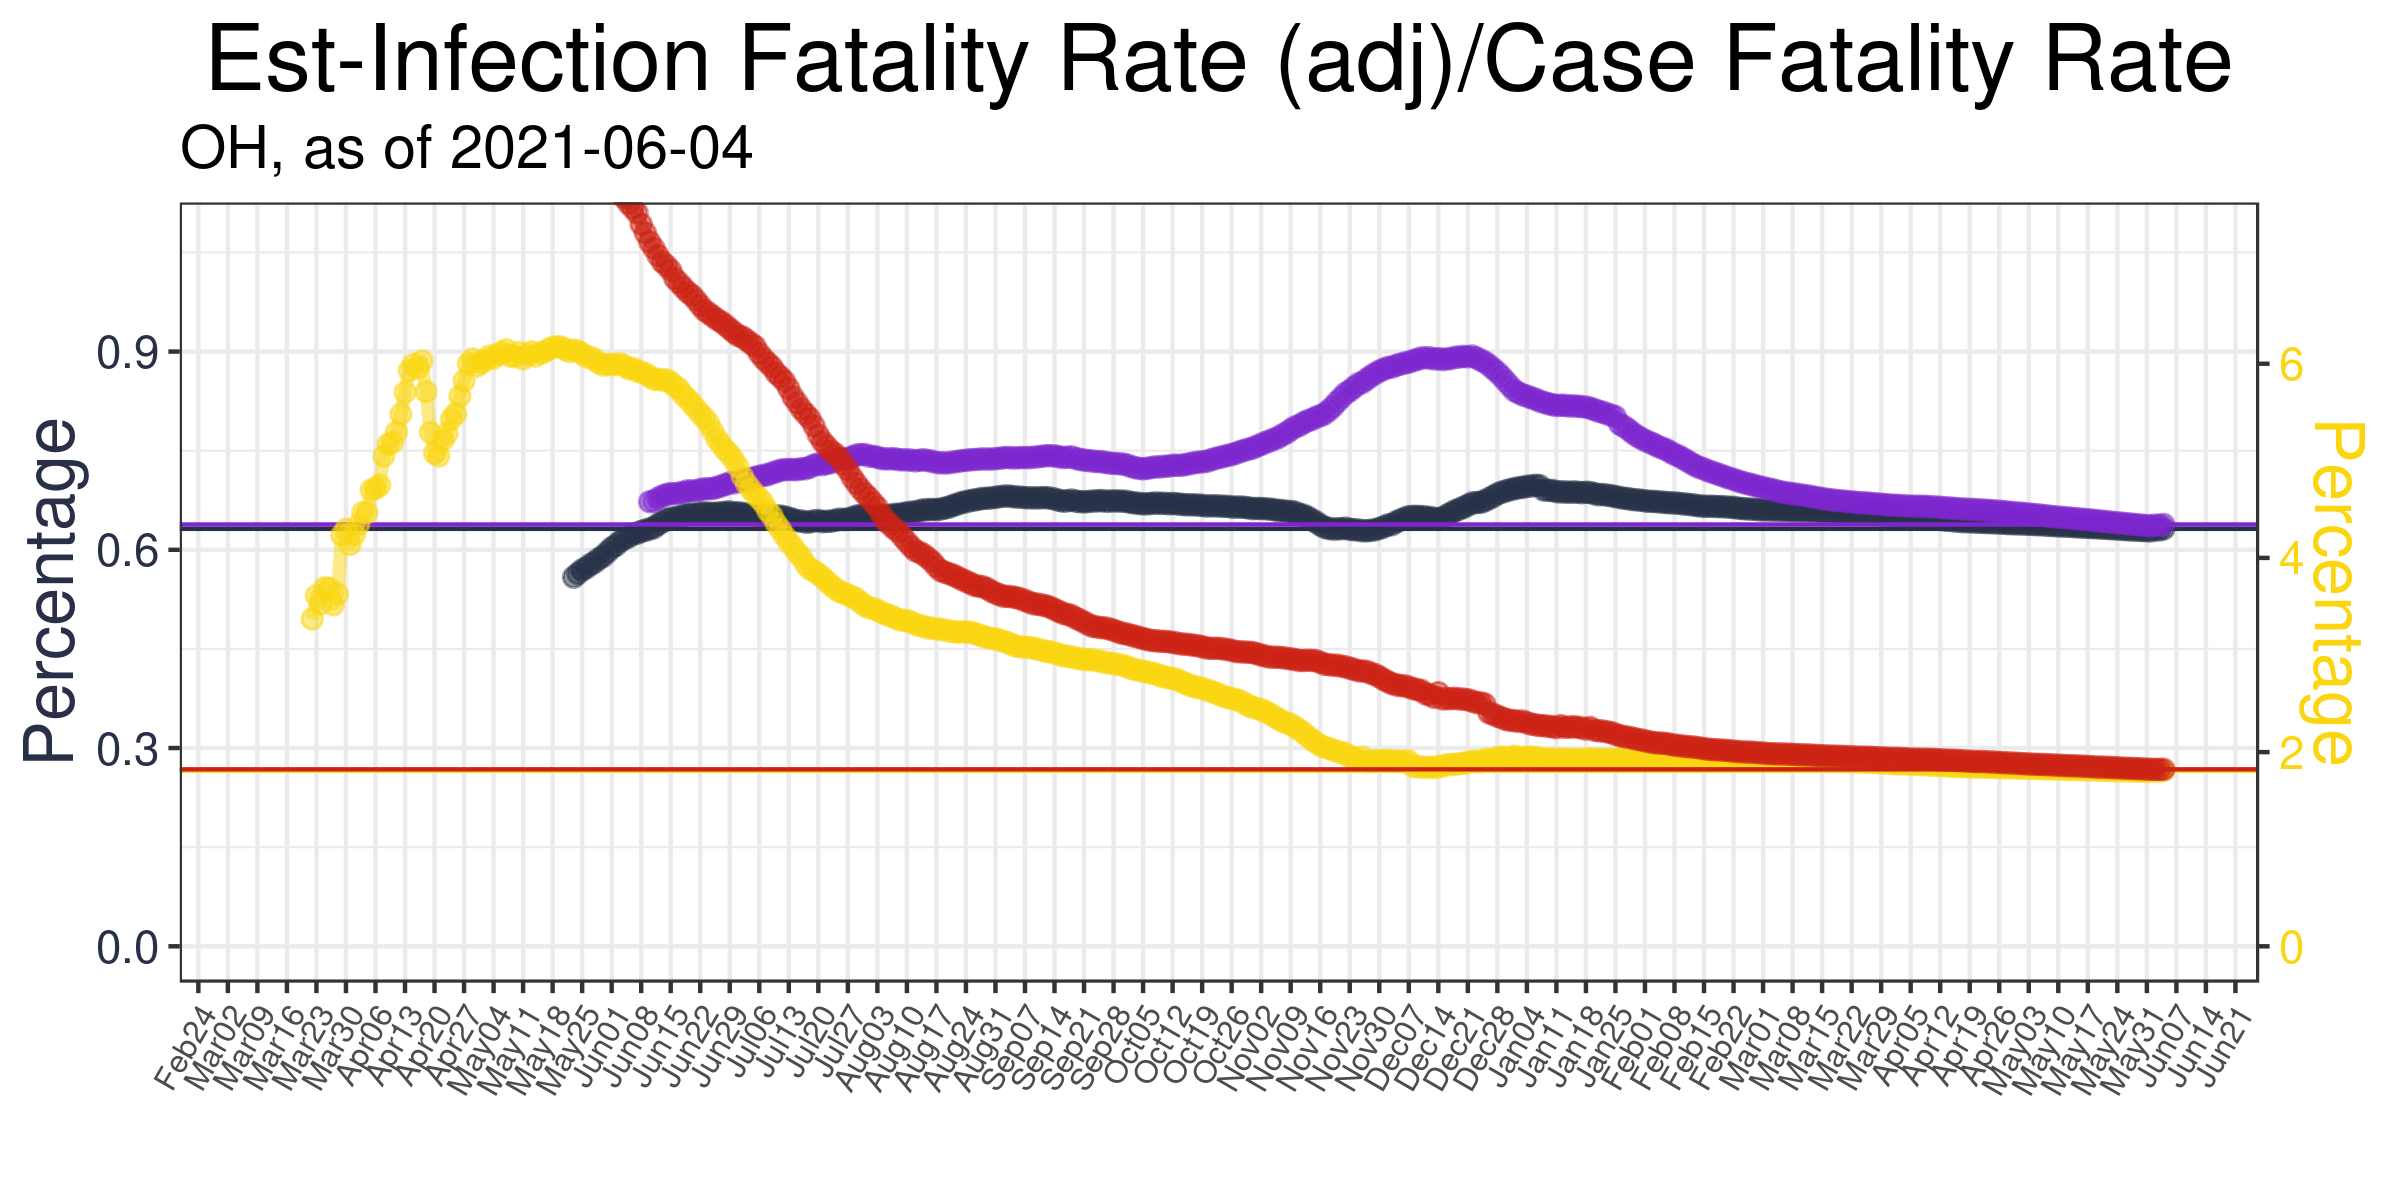 Est-Infection Fatality Rate (adj)/Case Fatality Rate
OH, as of 2021-06-04
Percentage
0.9
0.6
0.3
0.0
6
4
2
0
Percentage
Feb24
Mar02
Mar09
Mar16
Mar23
Mar30
Apr06
Apr13
Apr20
Apr27
May04
May11
May18
May25
Jun01
Jun08
Jun15
Jun22
Jun29
Jul06
Jul13
Jul20
Jul27
Aug03
Aug10
Aug17
Aug24
Aug31
Sep07
Sep14
Sep21
Sep28
Oct05
Oct12
Oct19
Oct26
Nov02
Nov09
Nov16
Nov23
Nov30
Dec07
Dec14
Dec21
Dec28
Jan04
Jan11
Jan18
Jan25
Feb01
Feb08
Feb15
Feb22
Mar01
Mar08
Mar15
Mar22
Mar29
Apr05
Apr12
Apr19
Apr26
May03
May10
May17
May24
May31
Jun07
Jun14
Jun21